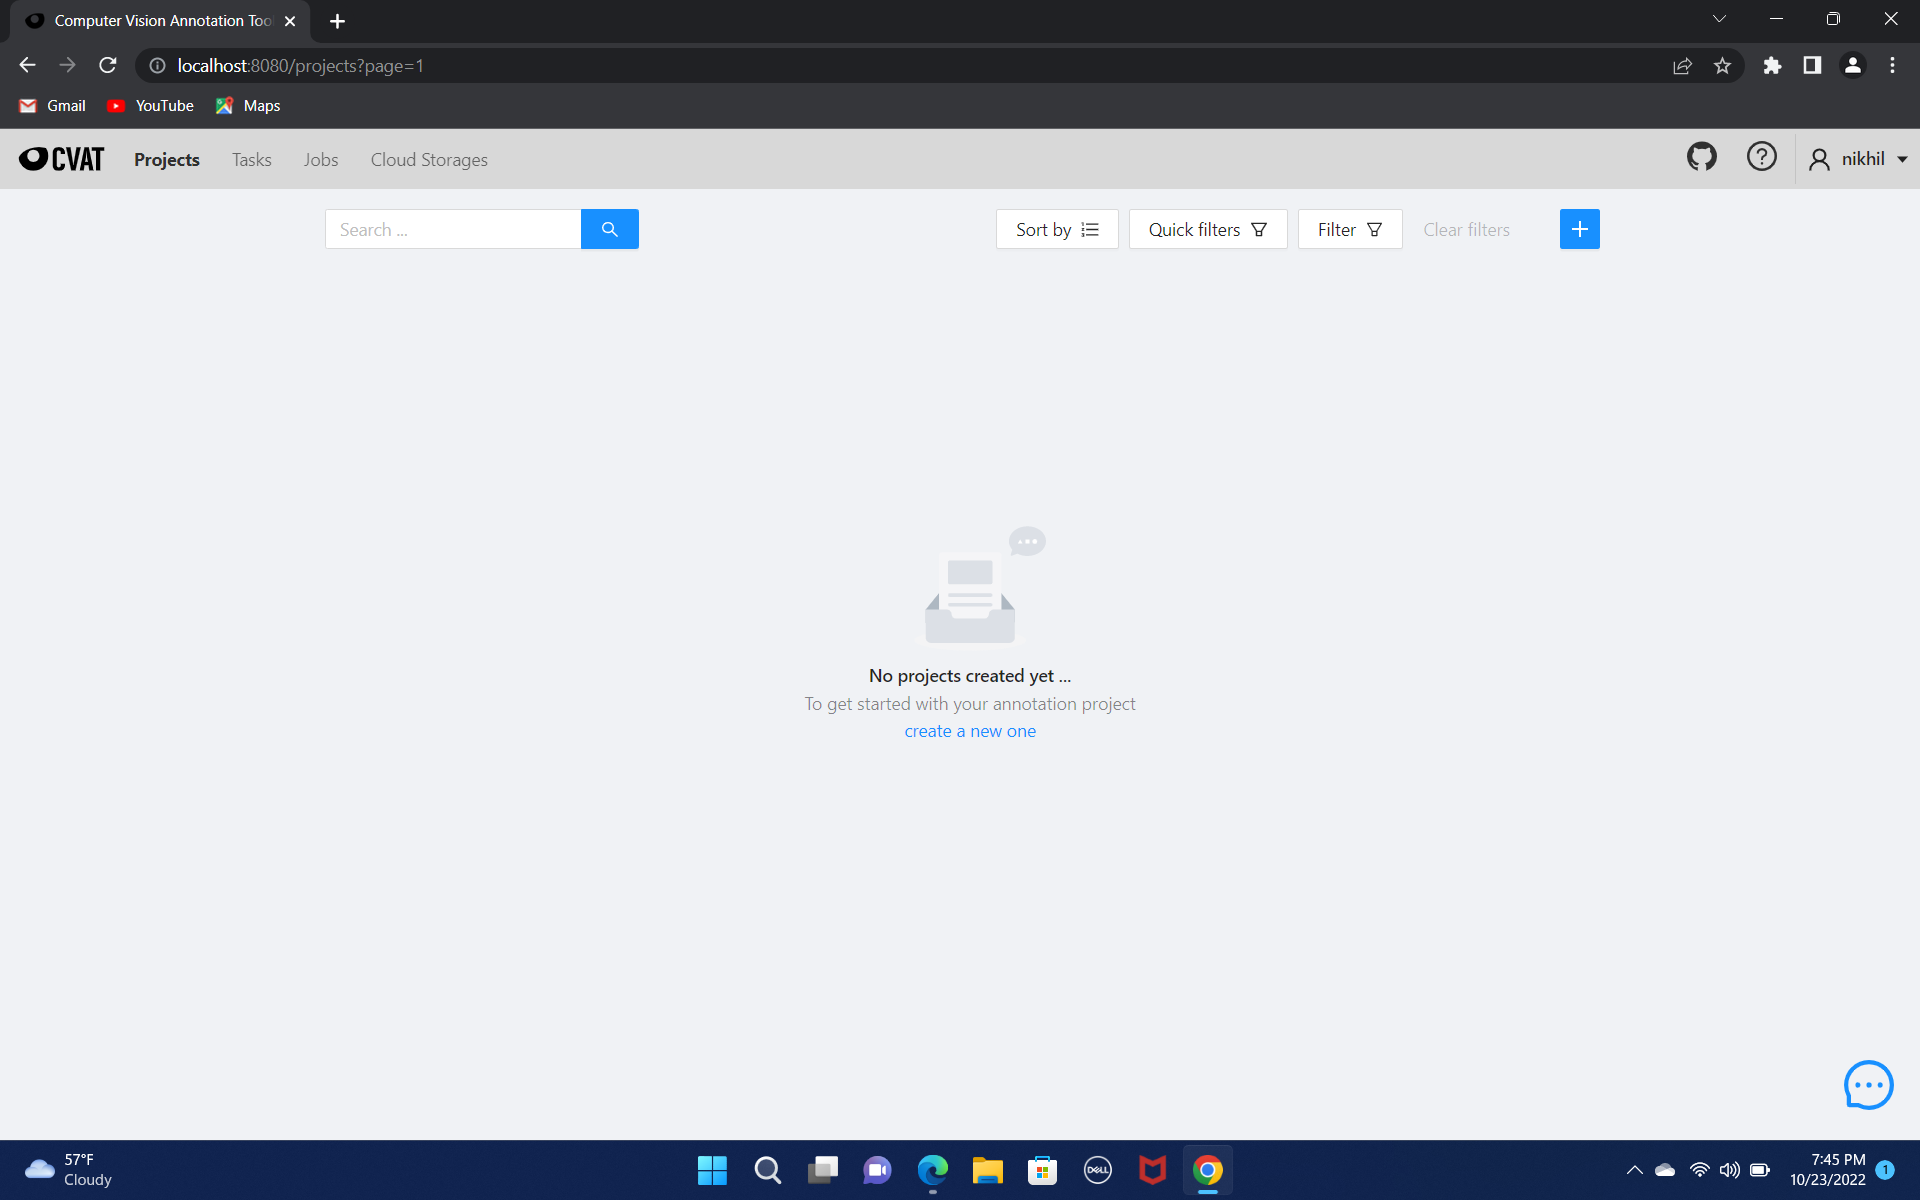 Computer Vision Annotation Too
localhost:8080/projects?page=1
Gmail YouTube Maps
CVAT Projects Tasks Jobs Cloud Storages nikhil
Search ... Sort by Quick filters Filter Clear filters
No projects created yet ...
To get started with your annotation project
create a new one
57°F
Cloudy
DELL
7:45 PM
10/23/2022
1